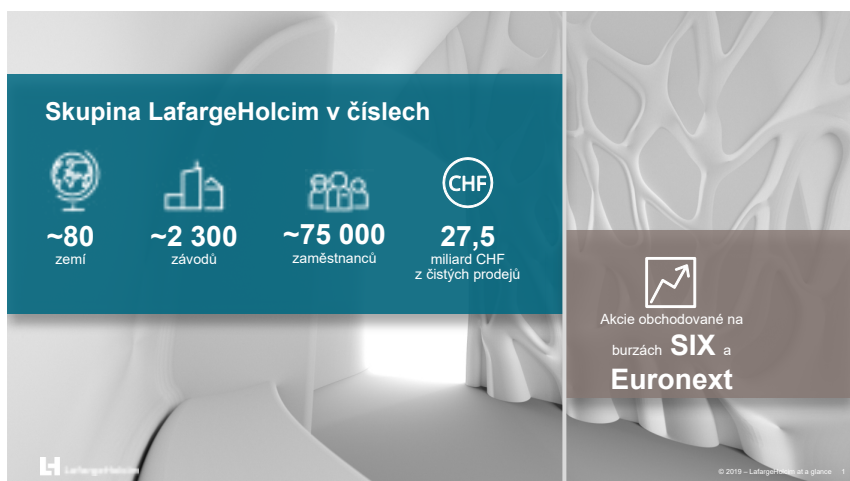 Skupina LafargeHolcim v číslech
CHF
~80
zemí
~2 300
závodů
~75 000
zaměstnanců
27,5
miliard CHF
z čistých prodejů
Akcie obchodované na
burzách SIX a
Euronext
LafargeHolcim
© 2019 – LafargeHolcim at a glance 1